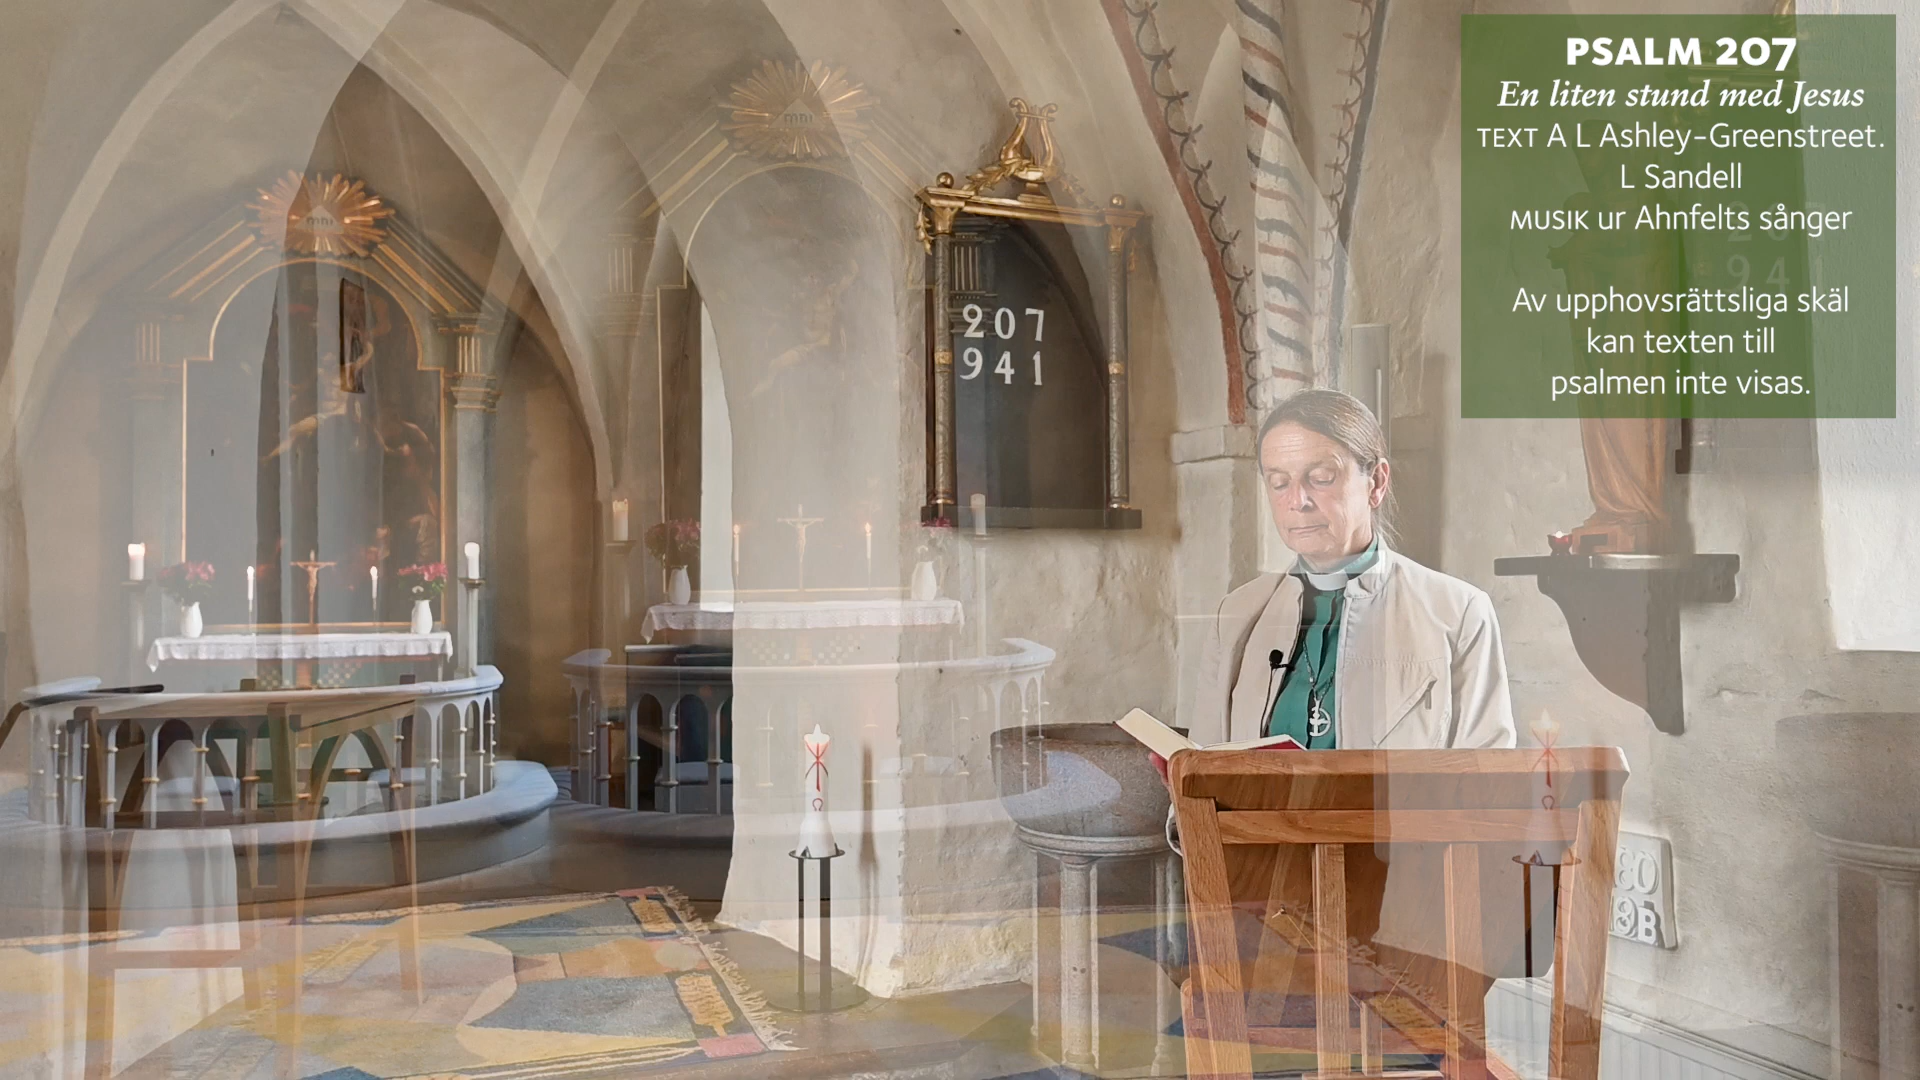 PSALM 207
En liten stund med Jesus
TEXT A L Ashley-Greenstreet.
L Sandell
MUSIK ur Ahnfelts sånger
Av upphovsrättsliga skäl
kan texten till
psalmen inte visas.
207
941